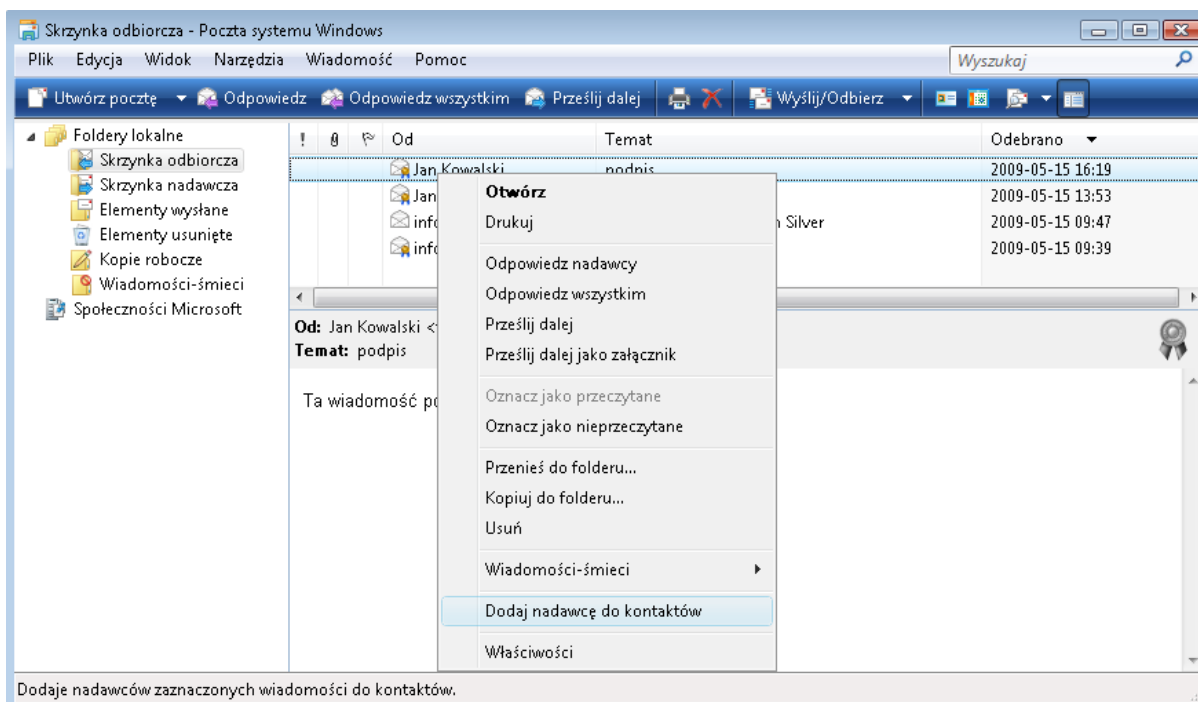 Skrzynka odbiorcza - Poczta systemu Windows
Plik Edycja Widok Narzędzia Wiadomość Pomoc Wyszukaj
Utwórz pocztę Odpowiedz Odpowiedz wszystkim Prześlij dalej Wyślij/Odbierz
Foldery lokalne
Skrzynka odbiorcza
Skrzynka nadawcza
Elementy wysłane
Elementy usunięte
Kopie robocze
Wiadomości-śmieci
Społeczności Microsoft
! Od Temat Odebrano
Jan Kowalski podpis 2009-05-15 16:19
Jan 2009-05-15 13:53
info Silver 2009-05-15 09:47
info 2009-05-15 09:39
Od: Jan Kowalski <
Temat: podpis
Ta wiadomość
Otwórz
Drukuj
Odpowiedz nadawcy
Odpowiedz wszystkim
Prześlij dalej
Prześlij dalej jako załącznik
Oznacz jako przeczytane
Oznacz jako nieprzeczytane
Przenieś do folderu...
Kopiuj do folderu...
Usuń
Wiadomości-śmieci
Dodaj nadawcę do kontaktów
Właściwości
Dodaje nadawców zaznaczonych wiadomości do kontaktów.